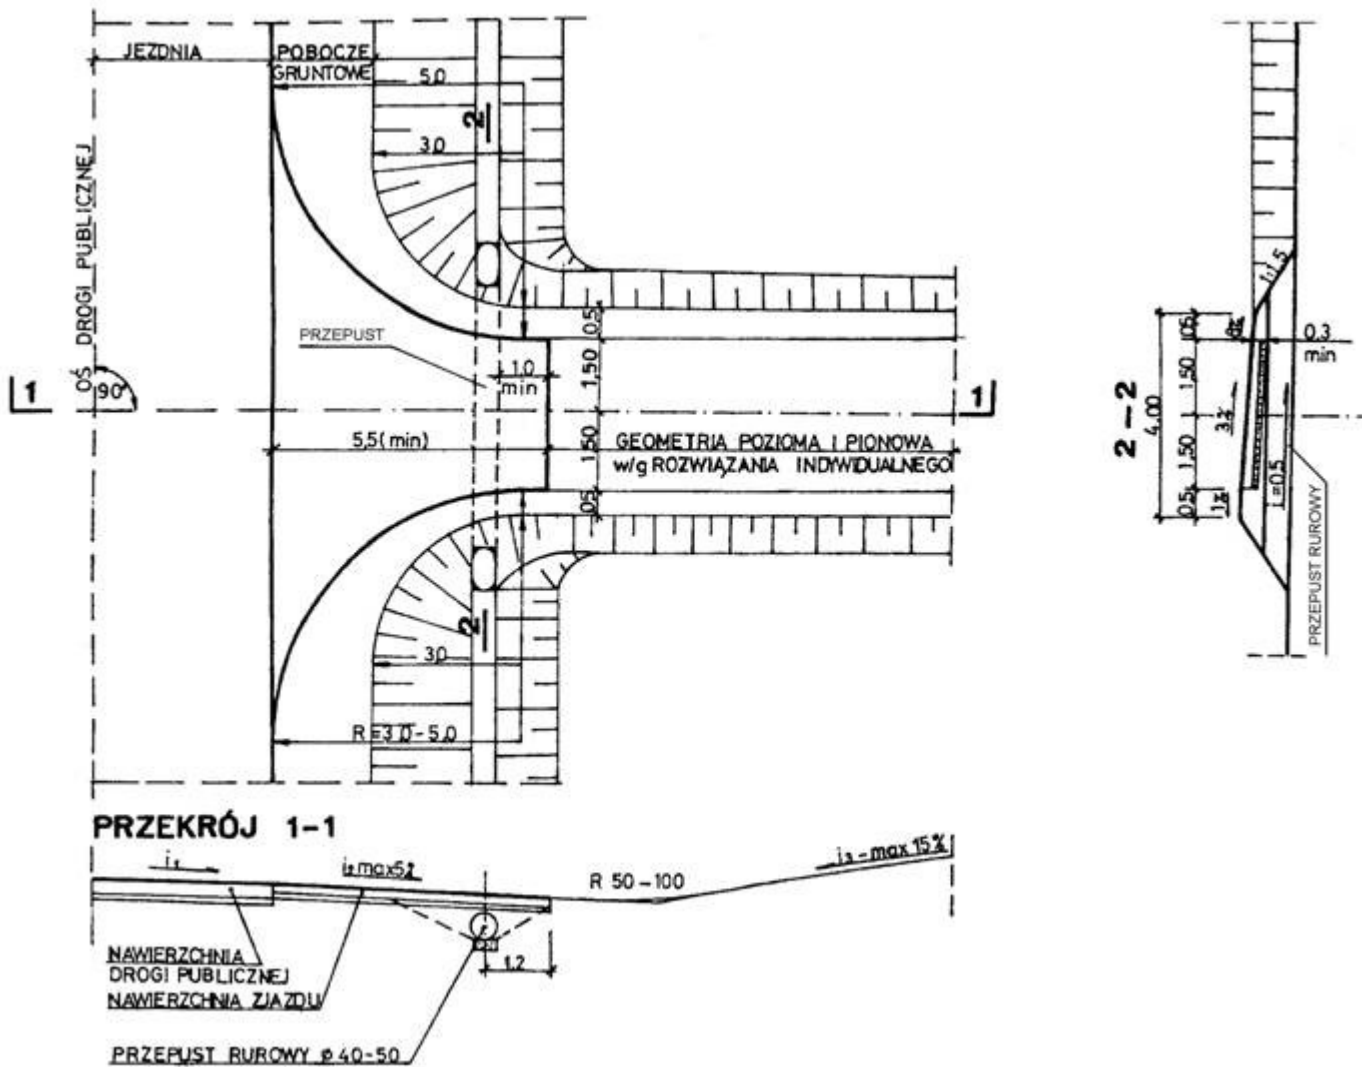 JEZDNIA
POBOCZE
GRUNTOWE
5,0
2
3,0
OŚ DROGI PUBLICZNEJ
90°
1
PRZEPUST
1,0
min
0,5
1,50
1,50
0,5
5,5(min)
GEOMETRIA POZIOMA I PIONOWA
w/g ROZWIĄZANIA INDYWIDUALNEGO
1
2
3,0
R=3,0-5,0
2-2
4.00
0,5
1,50
1,50
0,5
3%
1:1,5
0.3
min
PRZEPUST RUROWY
PRZEKRÓJ 1-1
i₁
i₂max5%
R 50-100
i₃-max 15%
NAWIERZCHNIA
DROGI PUBLICZNEJ
NAWIERZCHNIA ZJAZDU
1.2
PRZEPUST RUROWY ø40-50